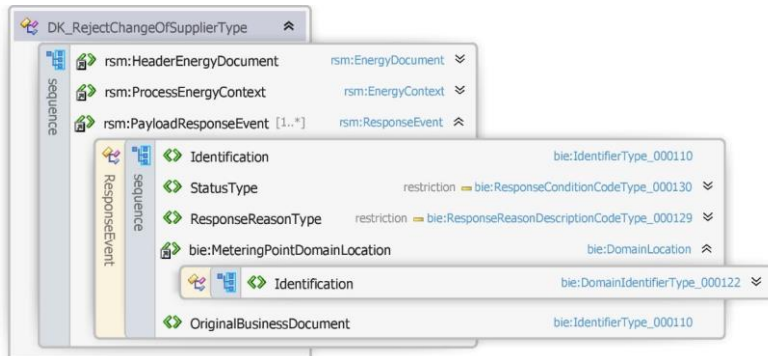 DK_RejectChangeOfSupplierType
sequence
rsm:HeaderEnergyDocument rsm:EnergyDocument
rsm:ProcessEnergyContext rsm:EnergyContext
rsm:PayloadResponseEvent [1..*] rsm:ResponseEvent
ResponseEvent
sequence
Identification bie:IdentifierType_000110
StatusType restriction bie:ResponseConditionCodeType_000130
ResponseReasonType restriction bie:ResponseReasonDescriptionCodeType_000129
bie:MeteringPointDomainLocation bie:DomainLocation
Identification bie:DomainIdentifierType_000122
OriginalBusinessDocument bie:IdentifierType_000110